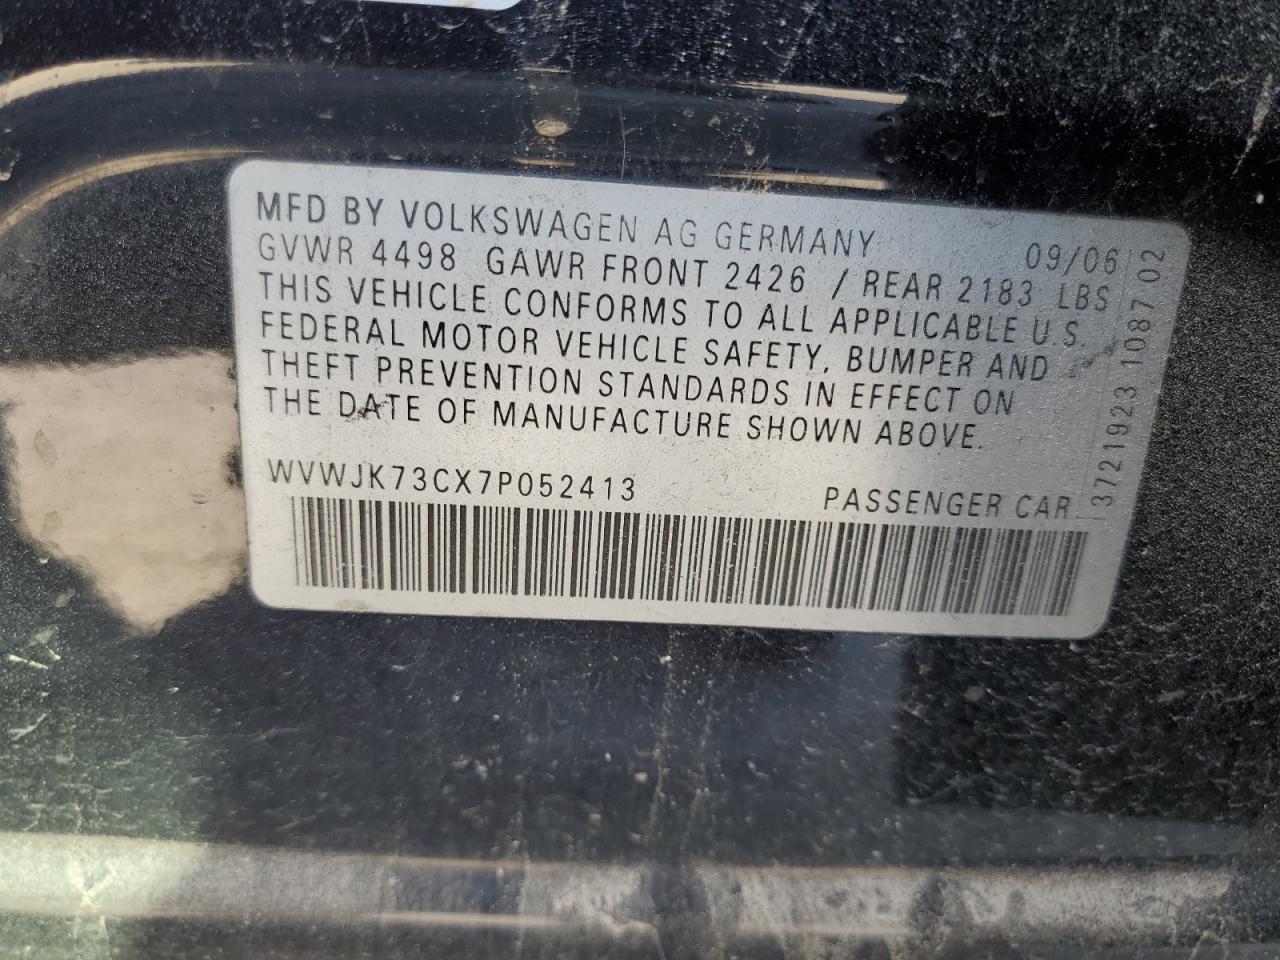 MFD BY VOLKSWAGEN AG GERMANY 09/06
GVWR 4498 GAWR FRONT 2426 / REAR 2183 LBS
THIS VEHICLE CONFORMS TO ALL APPLICABLE U.S.
FEDERAL MOTOR VEHICLE SAFETY, BUMPER AND
THEFT PREVENTION STANDARDS IN EFFECT ON
THE DATE OF MANUFACTURE SHOWN ABOVE.
WVWJK73CX7P052413 PASSENGER CAR
3721923 1087 02